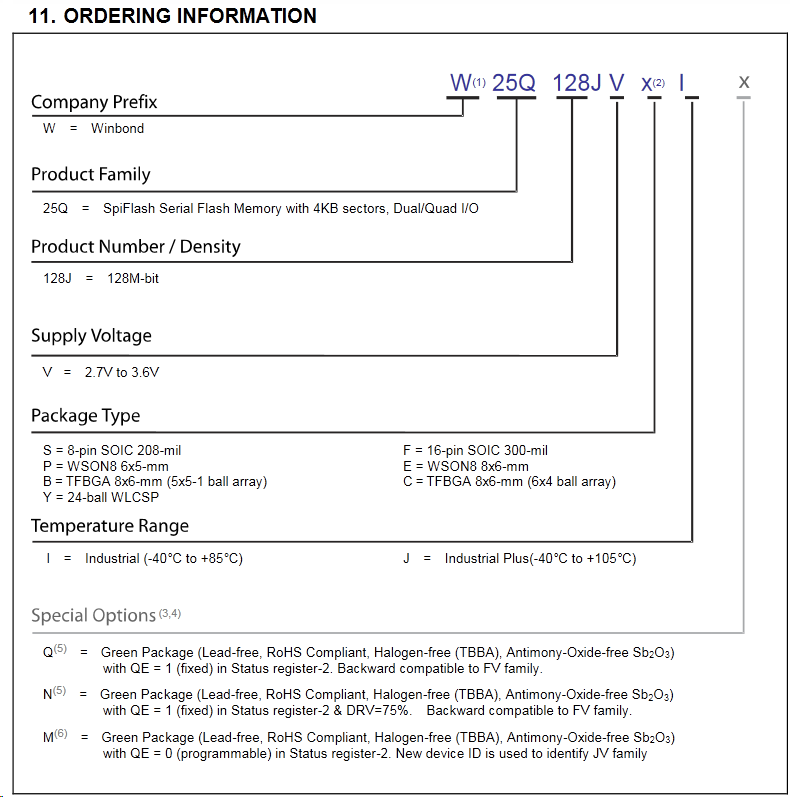 11. ORDERING INFORMATION
W(1) 25Q 128J V X(2) I X
Company Prefix
W = Winbond
Product Family
25Q = SpiFlash Serial Flash Memory with 4KB sectors, Dual/Quad I/O
Product Number / Density
128J = 128M-bit
Supply Voltage
V = 2.7V to 3.6V
Package Type
S = 8-pin SOIC 208-mil F = 16-pin SOIC 300-mil
P = WSON8 6x5-mm E = WSON8 8x6-mm
B = TFBGA 8x6-mm (5x5-1 ball array) C = TFBGA 8x6-mm (6x4 ball array)
Y = 24-ball WLCSP
Temperature Range
I = Industrial (-40°C to +85°C) J = Industrial Plus(-40°C to +105°C)
Special Options (3,4)
Q(5) = Green Package (Lead-free, RoHS Compliant, Halogen-free (TBBA), Antimony-Oxide-free Sb2O3)
with QE = 1 (fixed) in Status register-2. Backward compatible to FV family.
N(5) = Green Package (Lead-free, RoHS Compliant, Halogen-free (TBBA), Antimony-Oxide-free Sb2O3)
with QE = 1 (fixed) in Status register-2 & DRV=75%. Backward compatible to FV family.
M(6) = Green Package (Lead-free, RoHS Compliant, Halogen-free (TBBA), Antimony-Oxide-free Sb2O3)
with QE = 0 (programmable) in Status register-2. New device ID is used to identify JV family